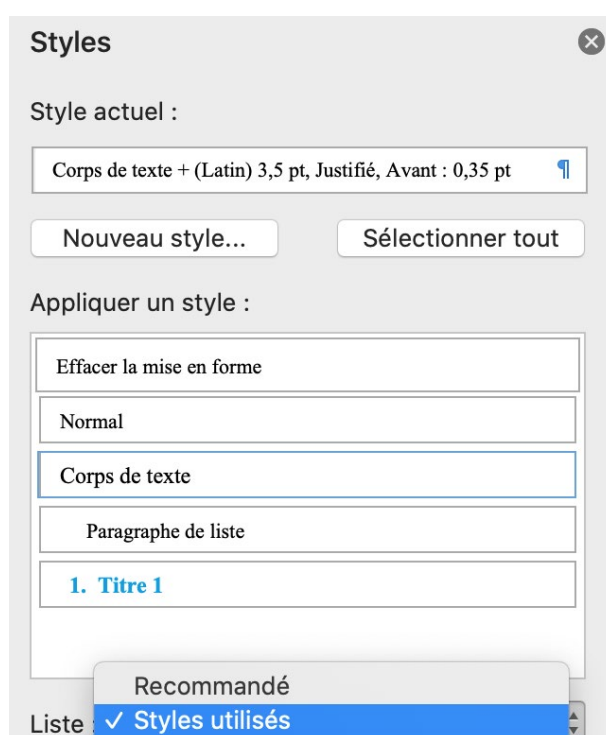 Styles
Style actuel :
Corps de texte + (Latin) 3,5 pt, Justifié, Avant : 0,35 pt ¶
Nouveau style... Sélectionner tout
Appliquer un style :
Effacer la mise en forme
Normal
Corps de texte
Paragraphe de liste
1. Titre 1
Recommandé
Liste : ✓ Styles utilisés